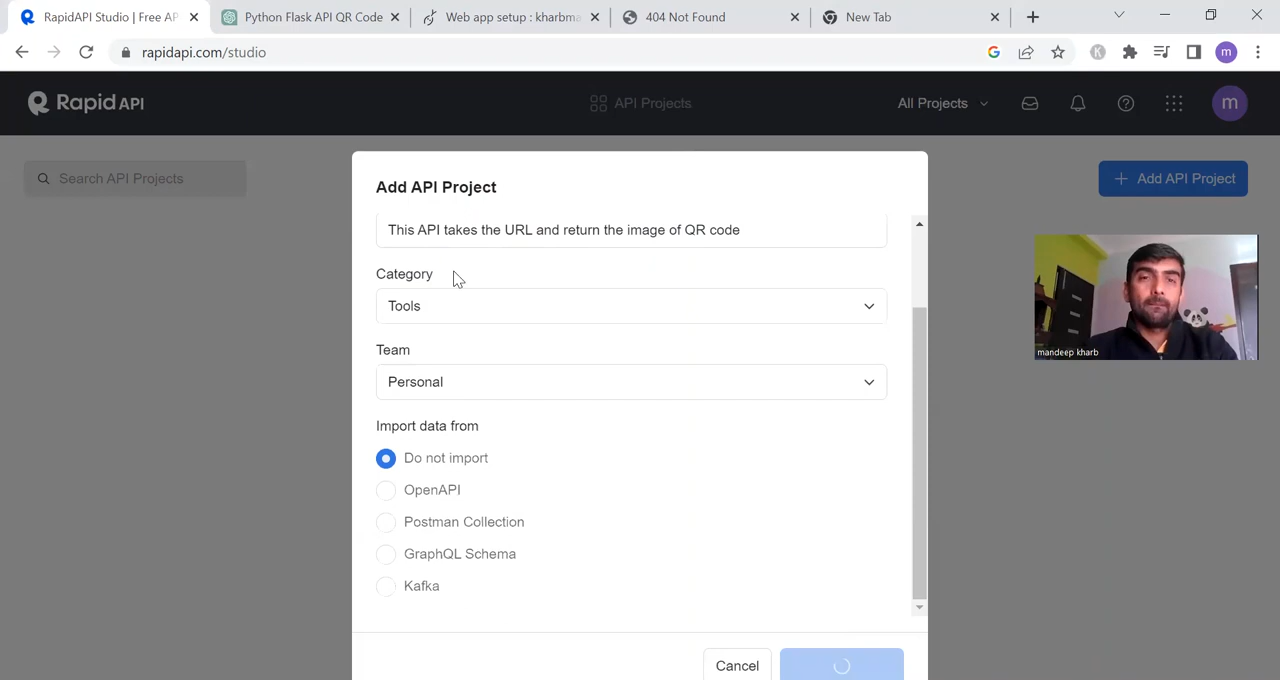 RapidAPI Studio | Free AP
Python Flask API QR Code
Web app setup : kharbma
404 Not Found
New Tab
rapidapi.com/studio
K
m
Rapid API
API Projects
All Projects
m
Search API Projects
Add API Project
Add API Project
This API takes the URL and return the image of QR code
Category
Tools
Team
Personal
Import data from
Do not import
OpenAPI
Postman Collection
GraphQL Schema
Kafka
Cancel
mandeep kharb